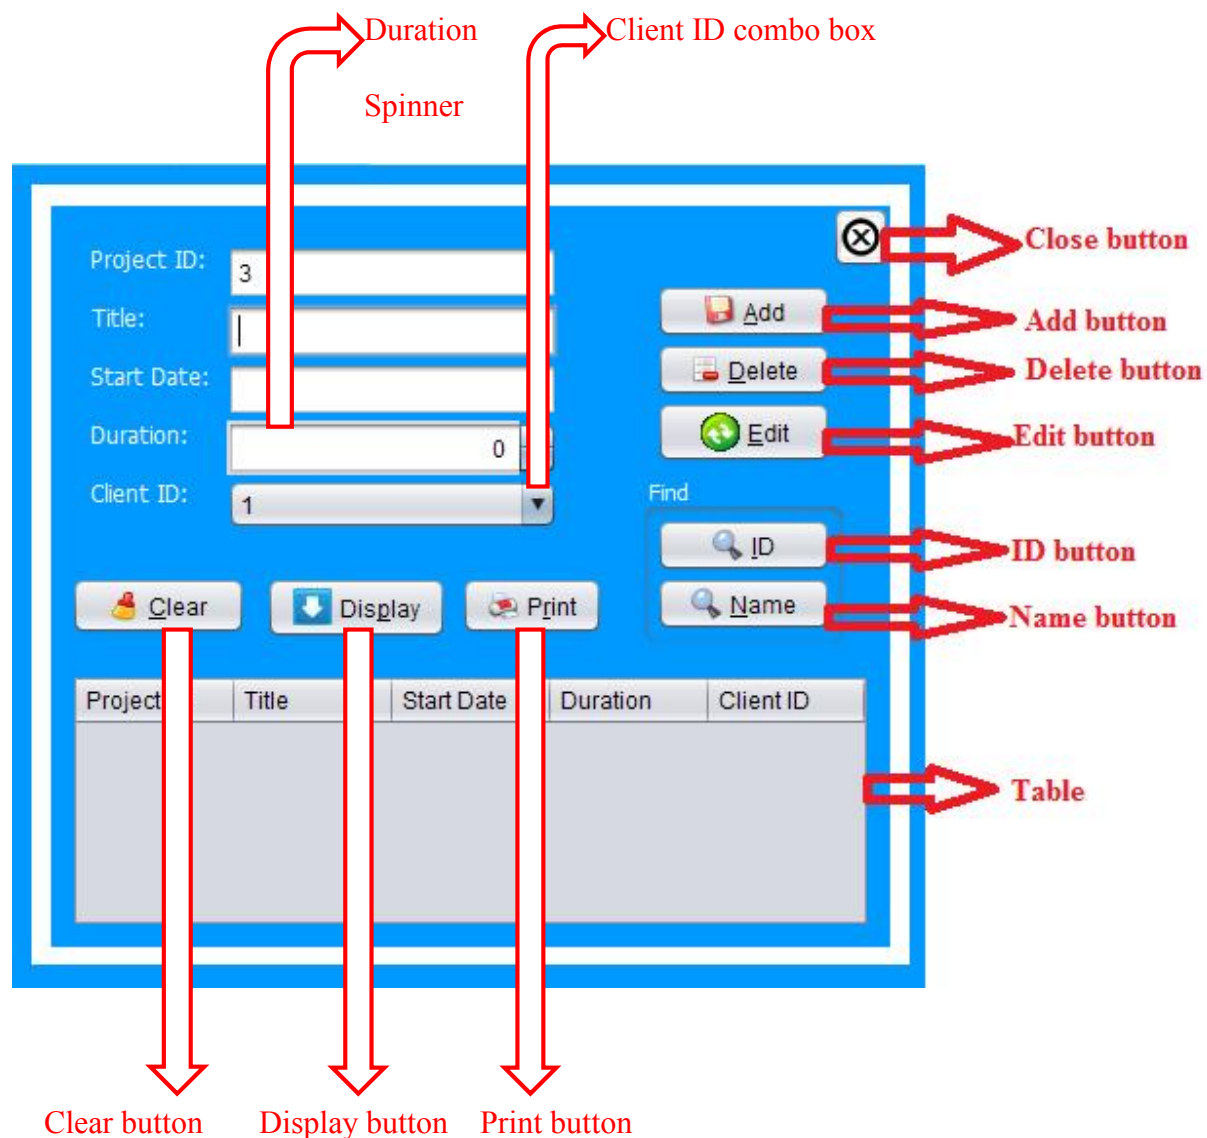 Duration
Spinner
Client ID combo box
Project ID:
3
Close button
Title:
Add
Add button
Start Date:
Delete
Delete button
Duration:
0
Edit
Edit button
Client ID:
1
Find
ID
ID button
Clear
Display
Print
Name
Name button
Project
Title
Start Date
Duration
Client ID
Table
Clear button
Display button
Print button